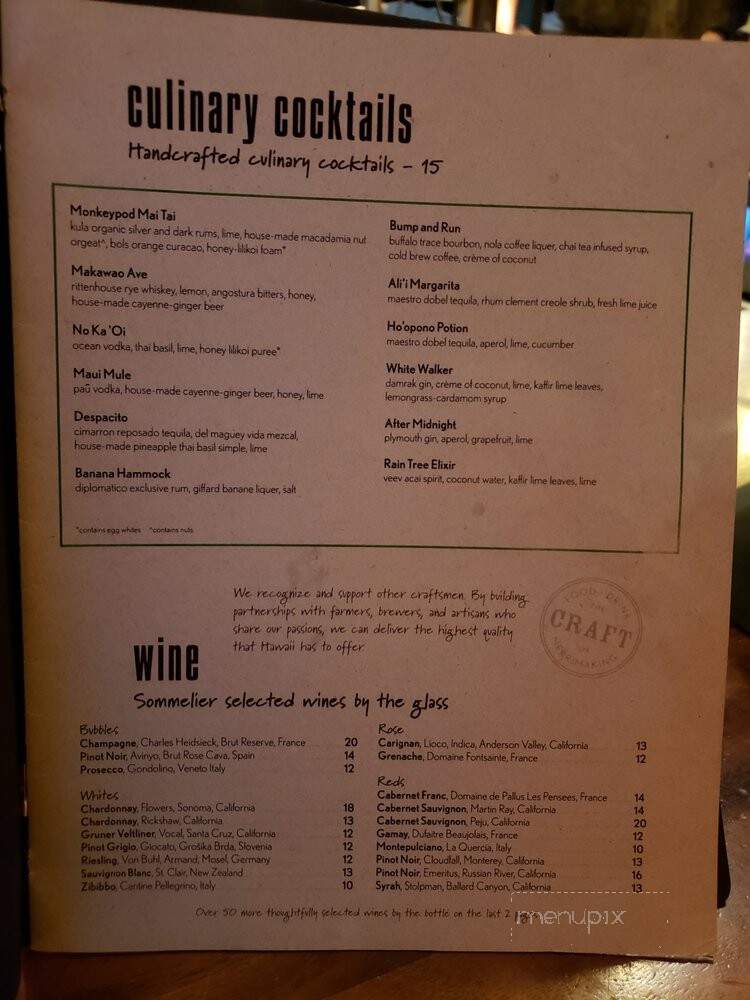 culinary cocktails
Handcrafted culinary cocktails – 15
Monkeypod Mai Tai
kula organic silver and dark rums, lime, house-made macadamia nut
orgeat^, bols orange curacao, honey-lilikoi foam*
Makawao Ave
rittenhouse rye whiskey, lemon, angostura bitters, honey,
house-made cayenne-ginger beer
No Ka 'Oi
ocean vodka, thai basil, lime, honey lilikoi puree*
Maui Mule
paū vodka, house-made cayenne-ginger beer, honey, lime
Despacito
cimarron reposado tequila, del maguey vida mezcal,
house-made pineapple thai basil simple, lime
Banana Hammock
diplomatico exclusive rum, giffard banane liquer, salt
*contains egg whites ^contains nuts
Bump and Run
buffalo trace bourbon, nola coffee liquer, chai tea infused syrup,
cold brew coffee, crème of coconut
Ali'i Margarita
maestro dobel tequila, rhum clement creole shrub, fresh lime juice
Ho'opono Potion
maestro dobel tequila, aperol, lime, cucumber
White Walker
damrak gin, crème of coconut, lime, kaffir lime leaves,
lemongrass-cardamom syrup
After Midnight
plymouth gin, aperol, grapefruit, lime
Rain Tree Elixir
veev acai spirit, coconut water, kaffir lime leaves, lime
We recognize and support other craftsmen. By building
partnerships with farmers, brewers, and artisans who
share our passions, we can deliver the highest quality
that Hawaii has to offer.
FOOD DRINK
CRAFT
MERRIMAKING
wine
Sommelier selected wines by the glass
Bubbles
Champagne, Charles Heidsieck, Brut Reserve, France 20
Pinot Noir, Avinyo, Brut Rose Cava, Spain 14
Prosecco, Gondolino, Veneto Italy 12
Whites
Chardonnay, Flowers, Sonoma, California 18
Chardonnay, Rickshaw, California 13
Gruner Veltliner, Vocal, Santa Cruz, California 12
Pinot Grigio, Giocato, Grošika Brda, Slovenia 12
Riesling, Von Buhl, Armand, Mosel, Germany 12
Sauvignon Blanc, St. Clair, New Zealand 13
Zibibbo, Cantine Pellegrino, Italy 10
Rose
Carignan, Lioco, Indica, Anderson Valley, California 13
Grenache, Domaine Fontsainte, France 12
Reds
Cabernet Franc, Domaine de Pallus Les Pensees, France 14
Cabernet Sauvignon, Martin Ray, California 14
Cabernet Sauvignon, Peju, California 20
Gamay, Dufaitre Beaujolais, France 12
Montepulciano, La Quercia, Italy 10
Pinot Noir, Cloudfall, Monterey, California 13
Pinot Noir, Emeritus, Russian River, California 16
Syrah, Stolpman, Ballard Canyon, California 13
Over 50 more thoughtfully selected wines by the bottle on the last 2
menupix